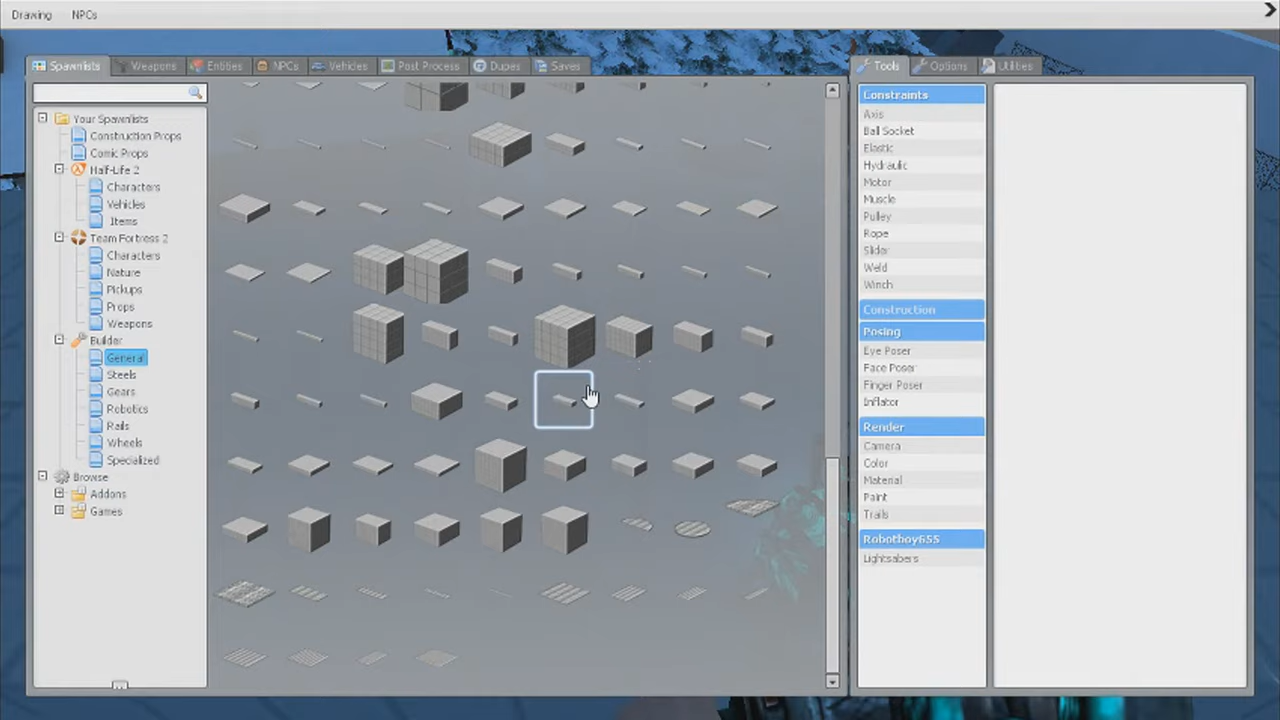 Drawing NPCs
Spawnlists Weapons Entities NPCs Vehicles Post Process Dupes Saves
Your Spawnlists
Construction Props
Comic Props
Half-Life 2
Characters
Vehicles
Items
Team Fortress 2
Characters
Nature
Pickups
Props
Weapons
Builder
General
Steels
Gears
Robotics
Rails
Wheels
Specialized
Browse
Addons
Games
Tools Options Utilities
Constraints
Axis
Ball Socket
Elastic
Hydraulic
Motor
Muscle
Pulley
Rope
Slider
Weld
Winch
Construction
Posing
Eye Poser
Face Poser
Finger Poser
Inflator
Render
Camera
Color
Material
Paint
Trails
Robotboy655
Lightsabers